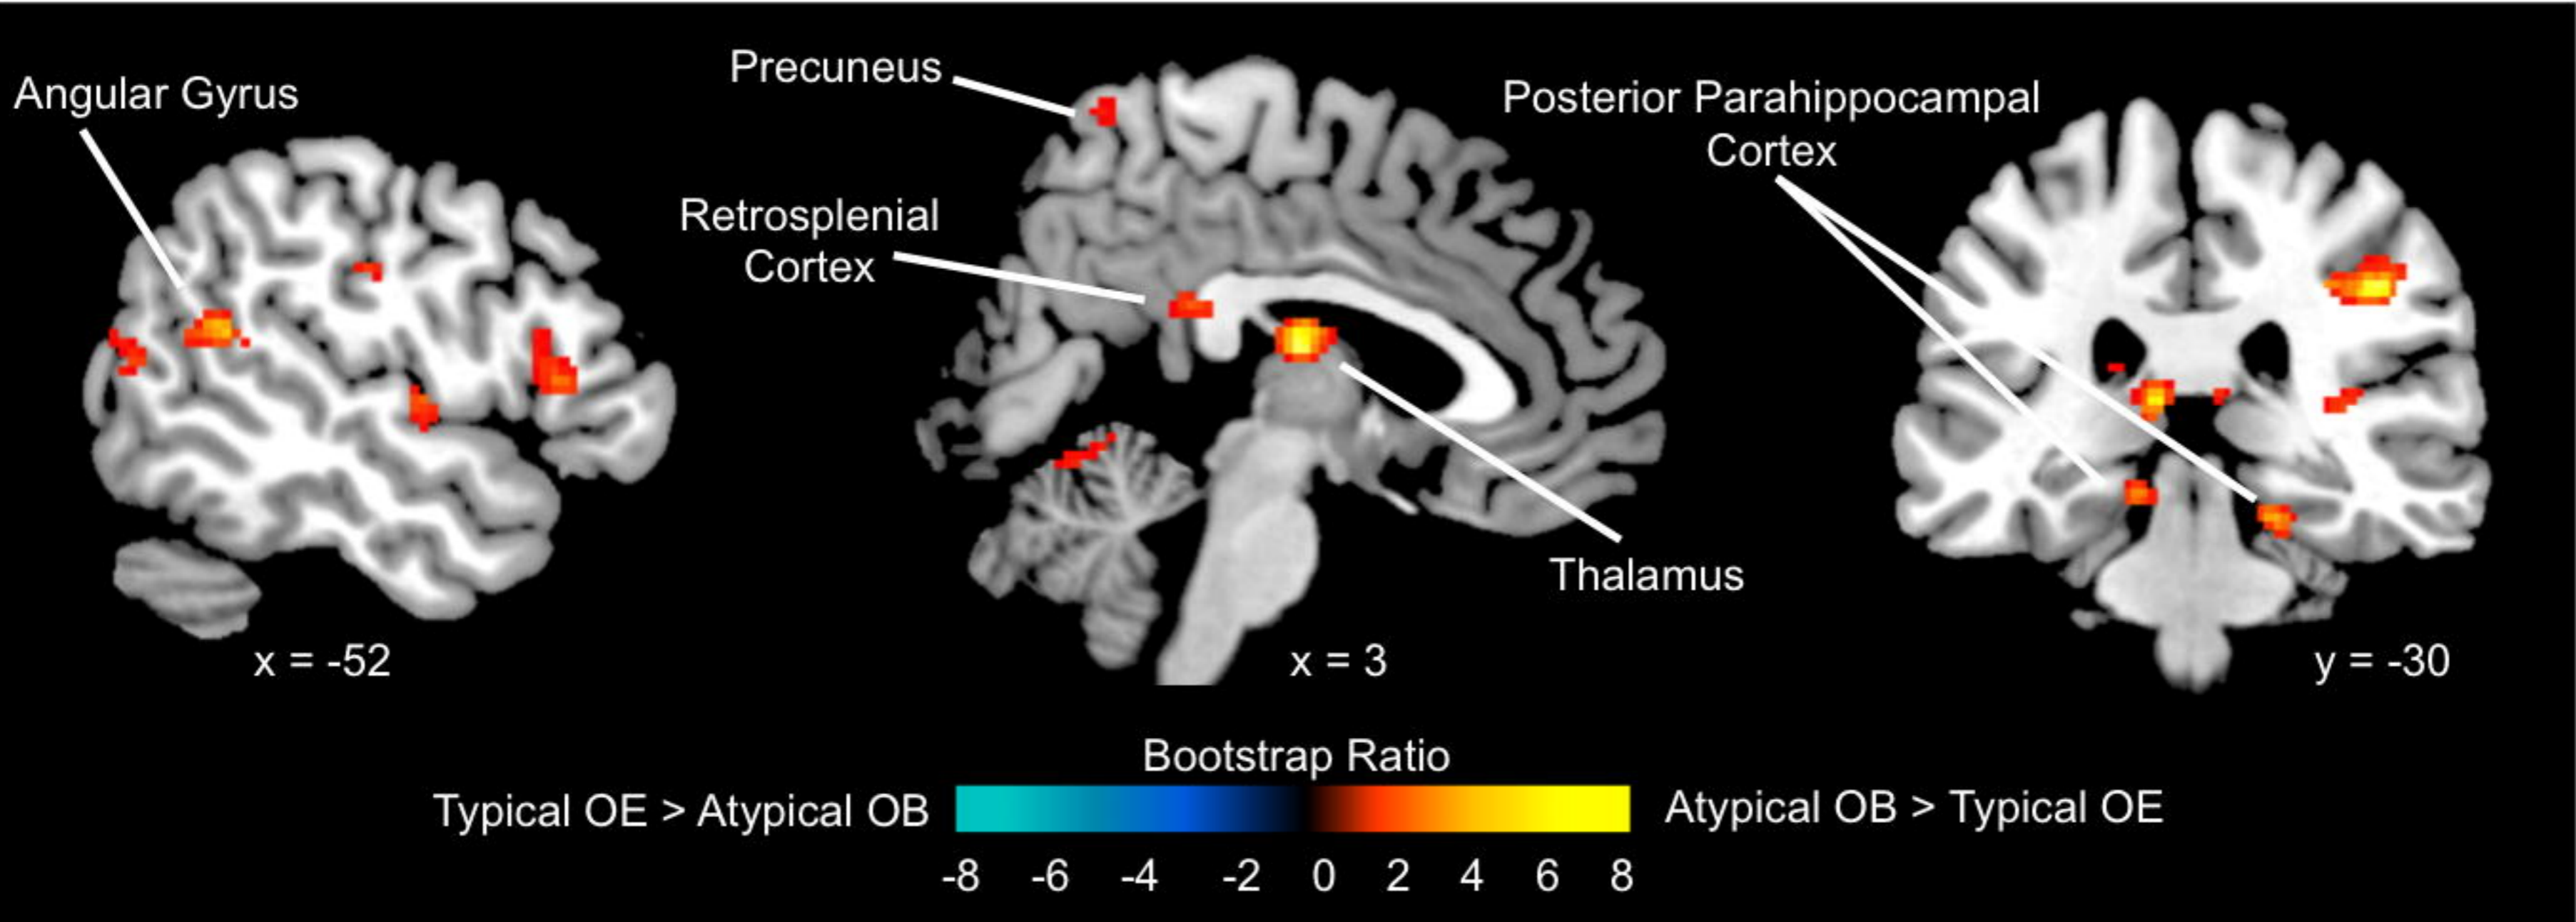 Angular Gyrus
Precuneus
Retrosplenial
Cortex
Posterior Parahippocampal
Cortex
Thalamus
x = -52
x = 3
y = -30
Bootstrap Ratio
Typical OE > Atypical OB
Atypical OB > Typical OE
-8 -6 -4 -2 0 2 4 6 8